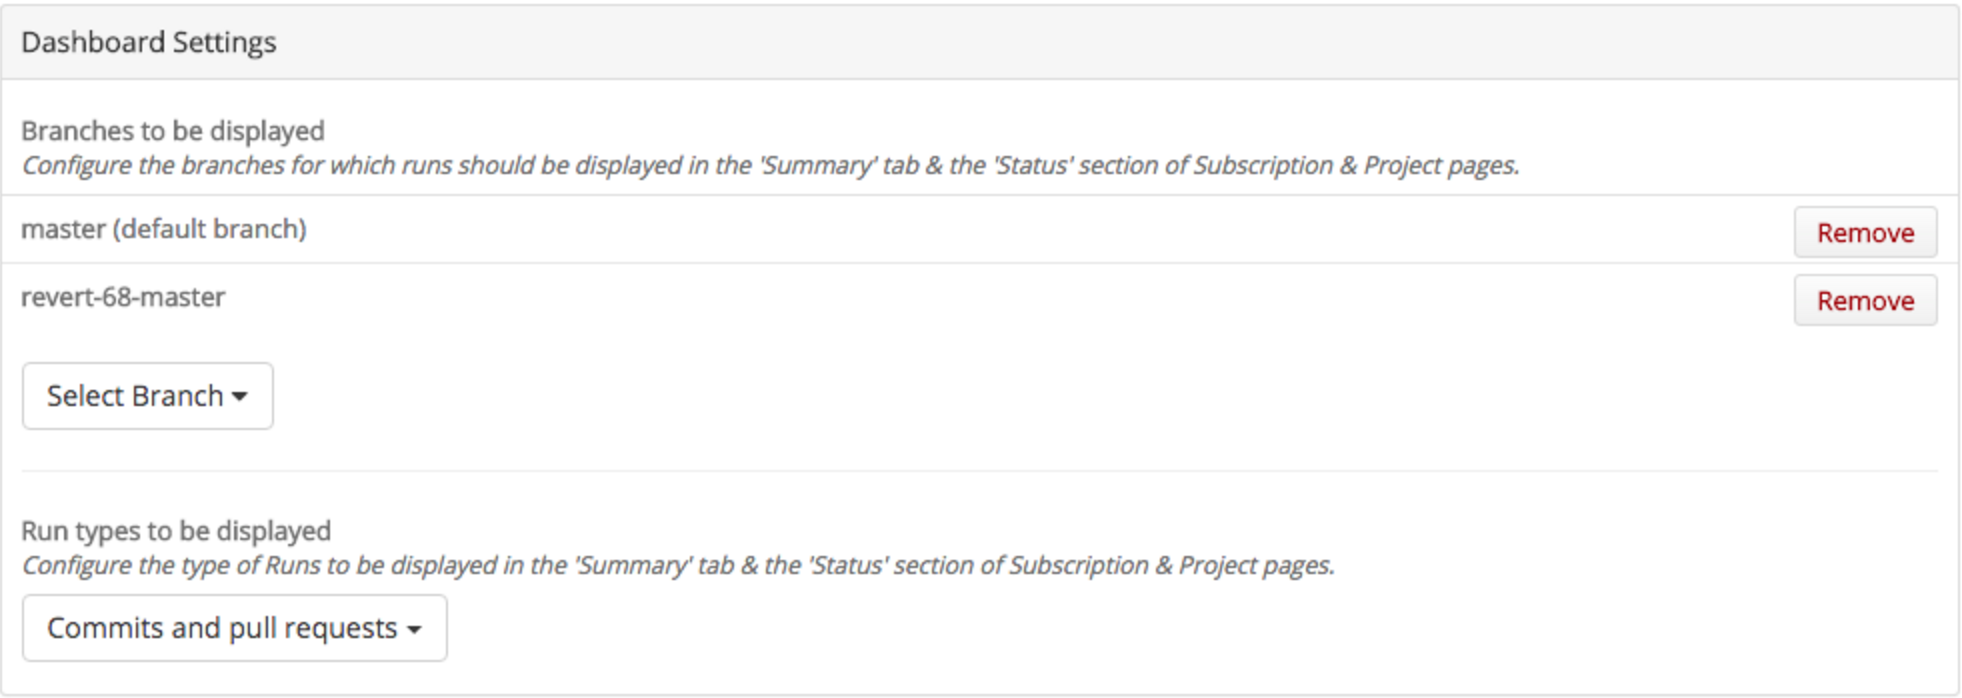 Dashboard Settings
Branches to be displayed
Configure the branches for which runs should be displayed in the 'Summary' tab & the 'Status' section of Subscription & Project pages.
master (default branch)
Remove
revert-68-master
Remove
Select Branch
Run types to be displayed
Configure the type of Runs to be displayed in the 'Summary' tab & the 'Status' section of Subscription & Project pages.
Commits and pull requests